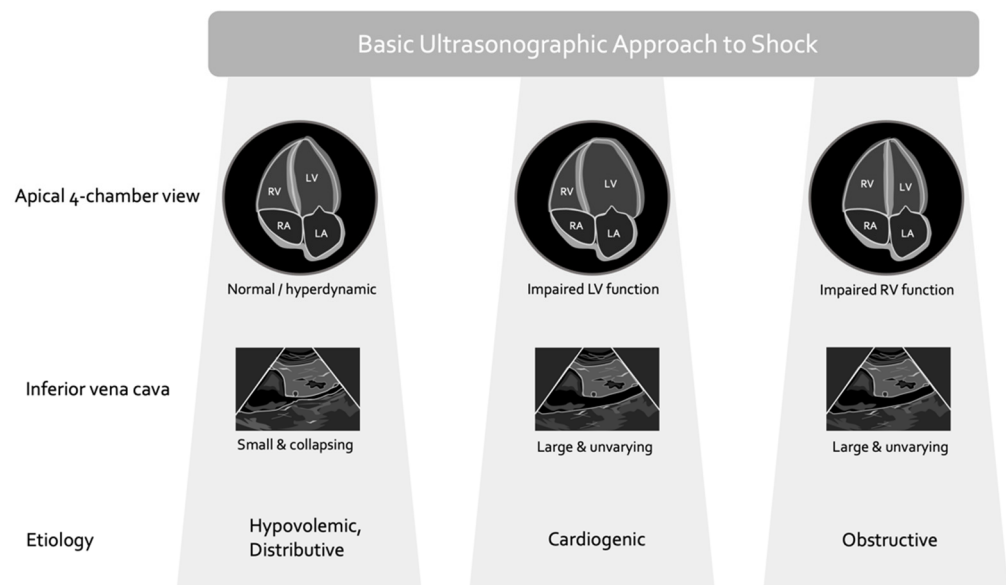 Basic Ultrasonographic Approach to Shock
Apical 4-chamber view
RV
LV
RA
LA
Normal / hyperdynamic
RV
LV
RA
LA
Impaired LV function
RV
LV
RA
LA
Impaired RV function
Inferior vena cava
Small & collapsing
Large & unvarying
Large & unvarying
Etiology
Hypovolemic,
Distributive
Cardiogenic
Obstructive